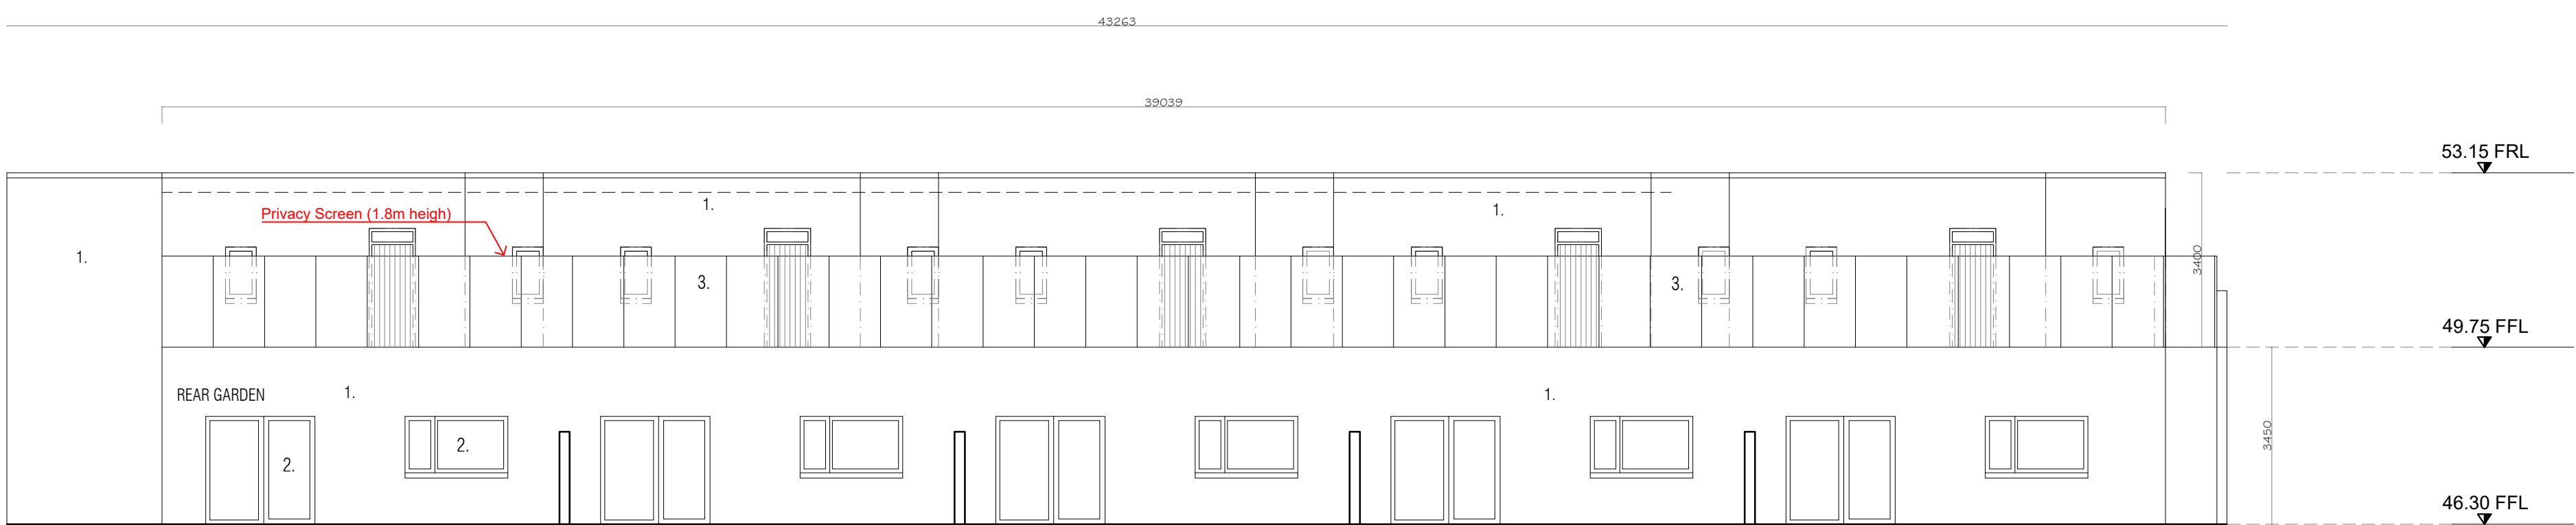 43263
39039
53.15 FRL
Privacy Screen (1.8m heigh)
1.
1.
1.
3400
3.
3.
49.75 FFL
REAR GARDEN
1.
1.
3450
2.
2.
46.30 FFL